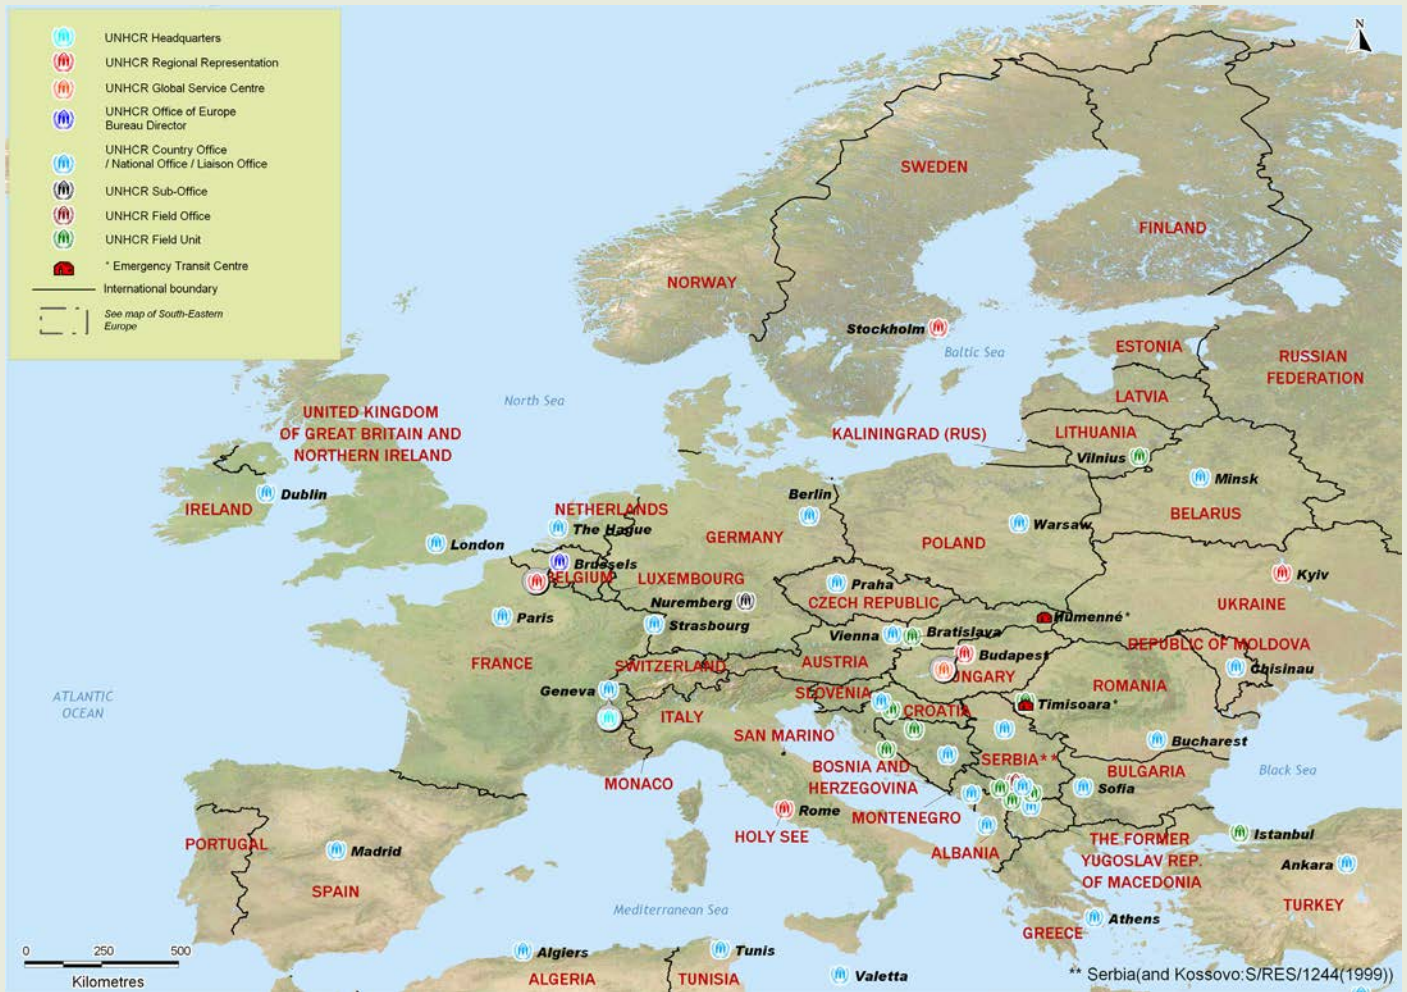 UNHCR Headquarters
UNHCR Regional Representation
UNHCR Global Service Centre
UNHCR Office of Europe
Bureau Director
UNHCR Country Office
/ National Office / Liaison Office
UNHCR Sub-Office
UNHCR Field Office
UNHCR Field Unit
* Emergency Transit Centre
International boundary
See map of South-Eastern
Europe
N
SWEDEN
FINLAND
NORWAY
Stockholm
Baltic Sea
ESTONIA
RUSSIAN
FEDERATION
LATVIA
North Sea
UNITED KINGDOM
OF GREAT BRITAIN AND
NORTHERN IRELAND
KALININGRAD (RUS)
LITHUANIA
Vilnius
Minsk
BELARUS
Dublin
IRELAND
NETHERLANDS
Berlin
The Hague
GERMANY
Warsaw
POLAND
London
Brussels
BELGIUM
LUXEMBOURG
Praha
CZECH REPUBLIC
Kyiv
UKRAINE
Nuremberg
Paris
Strasbourg
Humenné*
Vienna
Bratislava
REPUBLIC OF MOLDOVA
Budapest
FRANCE
SWITZERLAND
AUSTRIA
UNGARY
Chisinau
Geneva
SLOVENIA
ROMANIA
ATLANTIC
OCEAN
ITALY
CROATIA
Timisoara*
SAN MARINO
Bucharest
SERBIA**
BOSNIA AND
HERZEGOVINA
BULGARIA
Black Sea
MONACO
Sofia
Rome
MONTENEGRO
HOLY SEE
PORTUGAL
Madrid
ALBANIA
THE FORMER
YUGOSLAV REP.
OF MACEDONIA
Istanbul
Ankara
SPAIN
TURKEY
Mediterranean Sea
Athens
GREECE
0 250 500
Kilometres
Algiers
Tunis
ALGERIA
TUNISIA
Valetta
** Serbia(and Kossovo:S/RES/1244(1999))